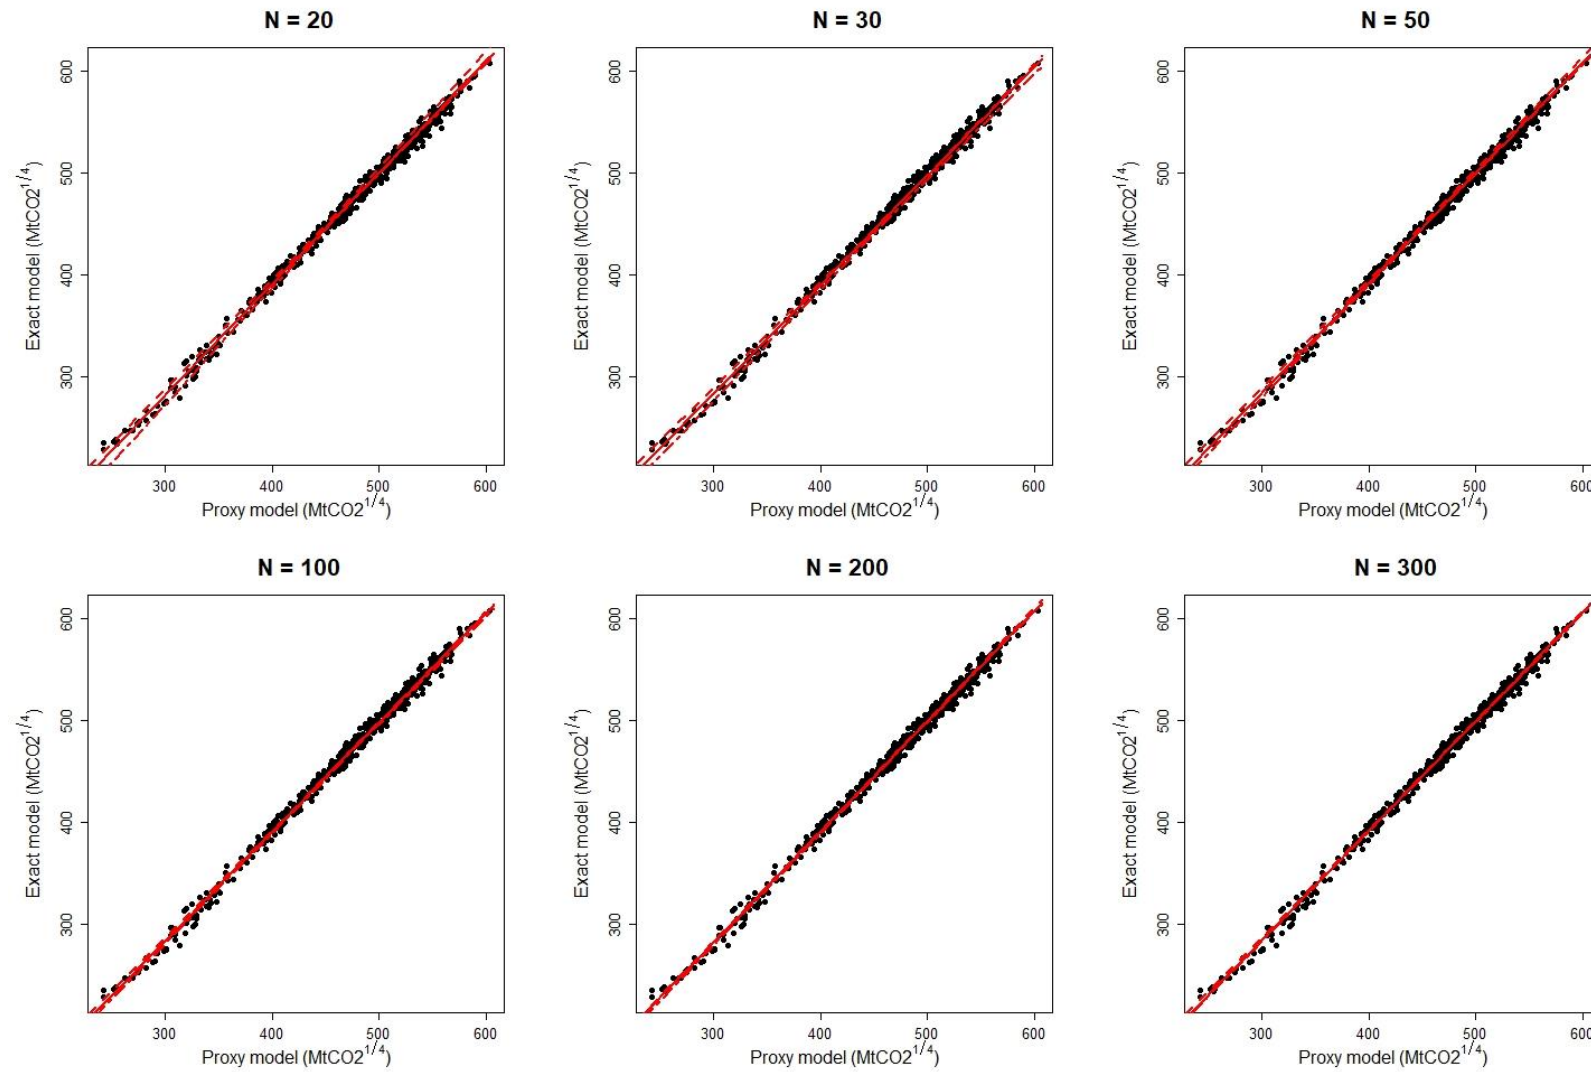 N = 20
600
500
400
300
Exact model (MtCO2^1/4)
300 400 500 600
Proxy model (MtCO2^1/4)
N = 30
600
500
400
300
Exact model (MtCO2^1/4)
300 400 500 600
Proxy model (MtCO2^1/4)
N = 50
600
500
400
300
Exact model (MtCO2^1/4)
300 400 500 600
Proxy model (MtCO2^1/4)
N = 100
600
500
400
300
Exact model (MtCO2^1/4)
300 400 500 600
Proxy model (MtCO2^1/4)
N = 200
600
500
400
300
Exact model (MtCO2^1/4)
300 400 500 600
Proxy model (MtCO2^1/4)
N = 300
600
500
400
300
Exact model (MtCO2^1/4)
300 400 500 600
Proxy model (MtCO2^1/4)